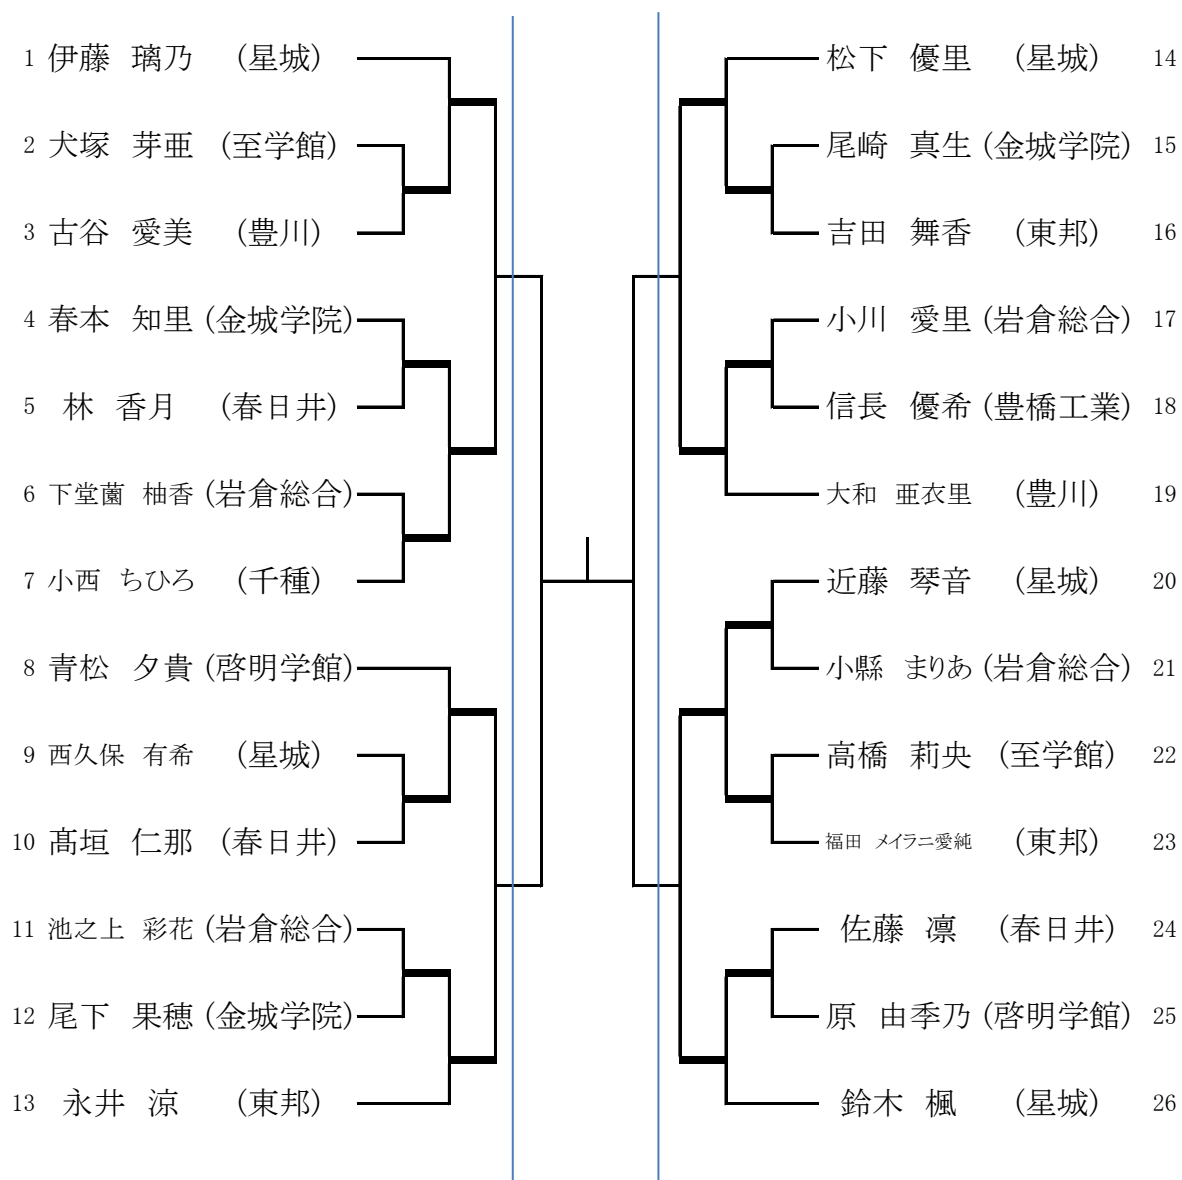 1 伊藤 璃乃 (星城)
2 犬塚 芽亜 (至学館)
3 古谷 愛美 (豊川)
4 春本 知里 (金城学院)
5 林 香月 (春日井)
6 下堂薗 柚香 (岩倉総合)
7 小西 ちひろ (千種)
8 青松 夕貴 (啓明学館)
9 西久保 有希 (星城)
10 髙垣 仁那 (春日井)
11 池之上 彩花 (岩倉総合)
12 尾下 果穂 (金城学院)
13 永井 涼 (東邦)
松下 優里 (星城) 14
尾崎 真生 (金城学院) 15
吉田 舞香 (東邦) 16
小川 愛里 (岩倉総合) 17
信長 優希 (豊橋工業) 18
大和 亜衣里 (豊川) 19
近藤 琴音 (星城) 20
小縣 まりあ (岩倉総合) 21
高橋 莉央 (至学館) 22
福田 メイラニ愛純 (東邦) 23
佐藤 凛 (春日井) 24
原 由季乃 (啓明学館) 25
鈴木 楓 (星城) 26